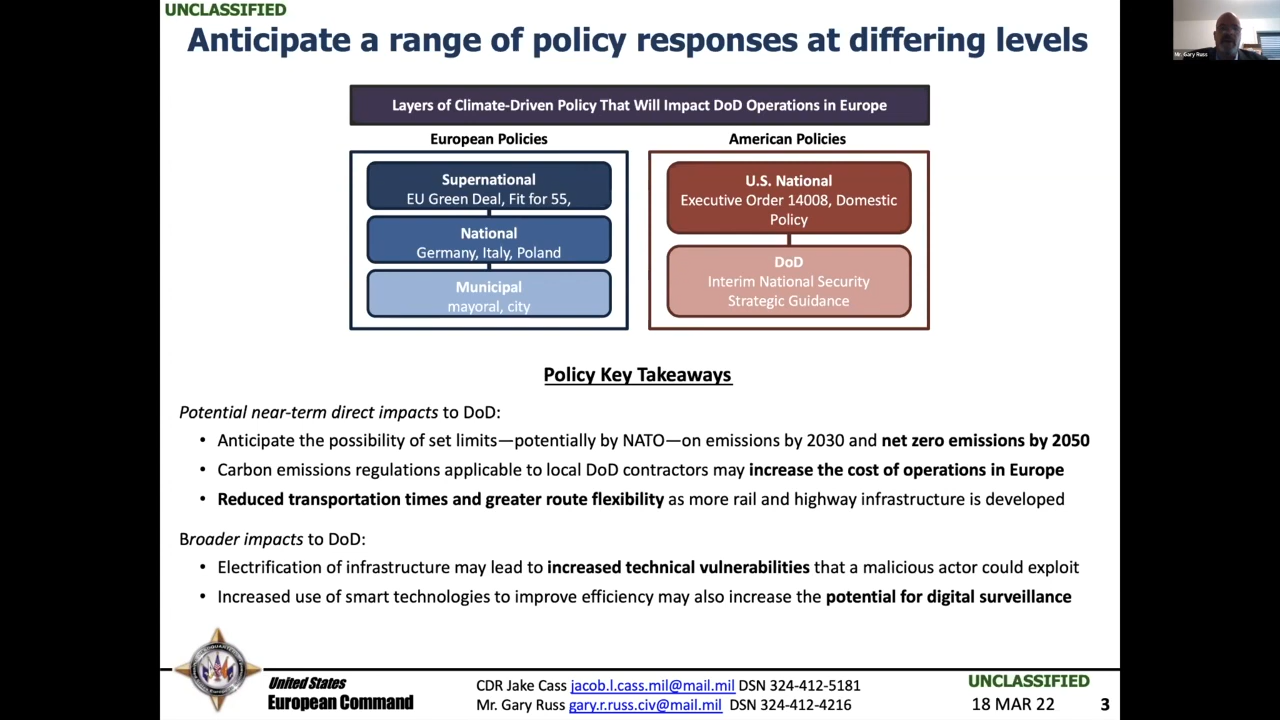 UNCLASSIFIED
Anticipate a range of policy responses at differing levels
Mr. Gary Russ
Layers of Climate-Driven Policy That Will Impact DoD Operations in Europe
European Policies
Supernational
EU Green Deal, Fit for 55,
National
Germany, Italy, Poland
Municipal
mayoral, city
American Policies
U.S. National
Executive Order 14008, Domestic
Policy
DoD
Interim National Security
Strategic Guidance
Policy Key Takeaways
Potential near-term direct impacts to DoD:
• Anticipate the possibility of set limits—potentially by NATO—on emissions by 2030 and net zero emissions by 2050
• Carbon emissions regulations applicable to local DoD contractors may increase the cost of operations in Europe
• Reduced transportation times and greater route flexibility as more rail and highway infrastructure is developed
Broader impacts to DoD:
• Electrification of infrastructure may lead to increased technical vulnerabilities that a malicious actor could exploit
• Increased use of smart technologies to improve efficiency may also increase the potential for digital surveillance
United States
European Command
CDR Jake Cass jacob.l.cass.mil@mail.mil DSN 324-412-5181
Mr. Gary Russ gary.r.russ.civ@mail.mil DSN 324-412-4216
UNCLASSIFIED
18 MAR 22 3